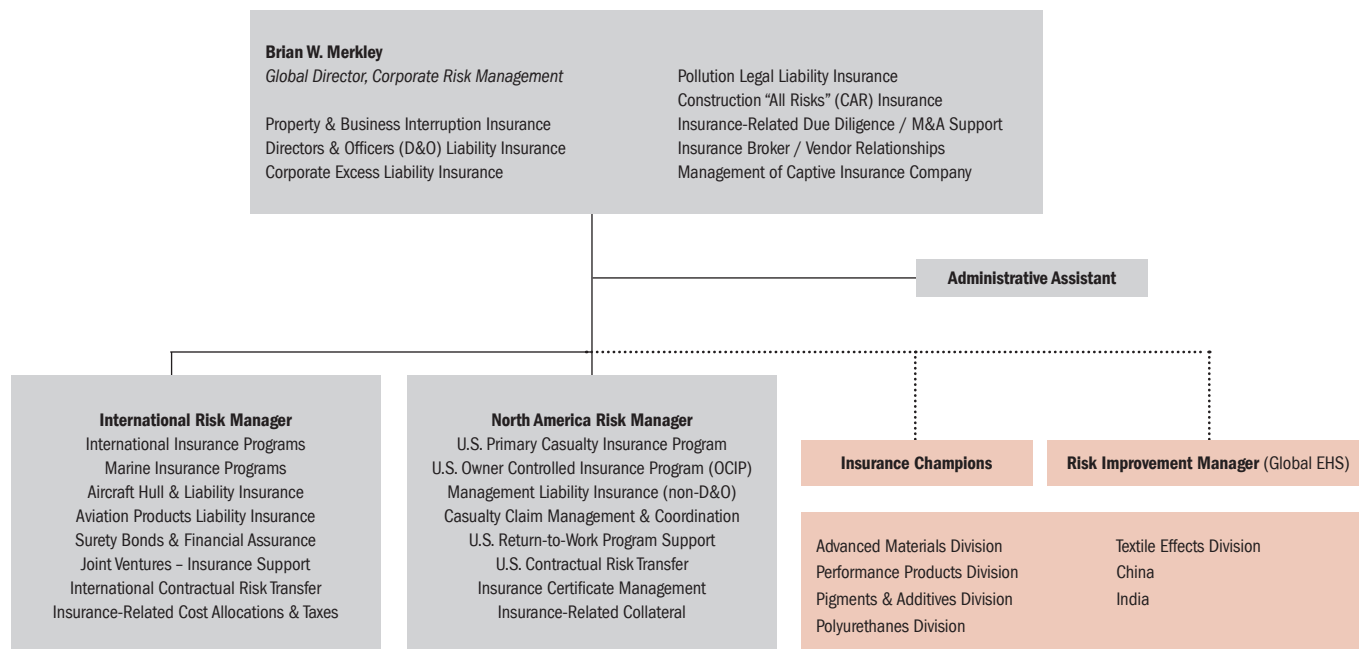 Brian W. Merkley
Global Director, Corporate Risk Management
Property & Business Interruption Insurance
Directors & Officers (D&O) Liability Insurance
Corporate Excess Liability Insurance
Pollution Legal Liability Insurance
Construction “All Risks” (CAR) Insurance
Insurance-Related Due Diligence / M&A Support
Insurance Broker / Vendor Relationships
Management of Captive Insurance Company
Administrative Assistant
International Risk Manager
International Insurance Programs
Marine Insurance Programs
Aircraft Hull & Liability Insurance
Aviation Products Liability Insurance
Surety Bonds & Financial Assurance
Joint Ventures – Insurance Support
International Contractual Risk Transfer
Insurance-Related Cost Allocations & Taxes
North America Risk Manager
U.S. Primary Casualty Insurance Program
U.S. Owner Controlled Insurance Program (OCIP)
Management Liability Insurance (non-D&O)
Casualty Claim Management & Coordination
U.S. Return-to-Work Program Support
U.S. Contractual Risk Transfer
Insurance Certificate Management
Insurance-Related Collateral
Insurance Champions
Risk Improvement Manager (Global EHS)
Advanced Materials Division
Performance Products Division
Pigments & Additives Division
Polyurethanes Division
Textile Effects Division
China
India